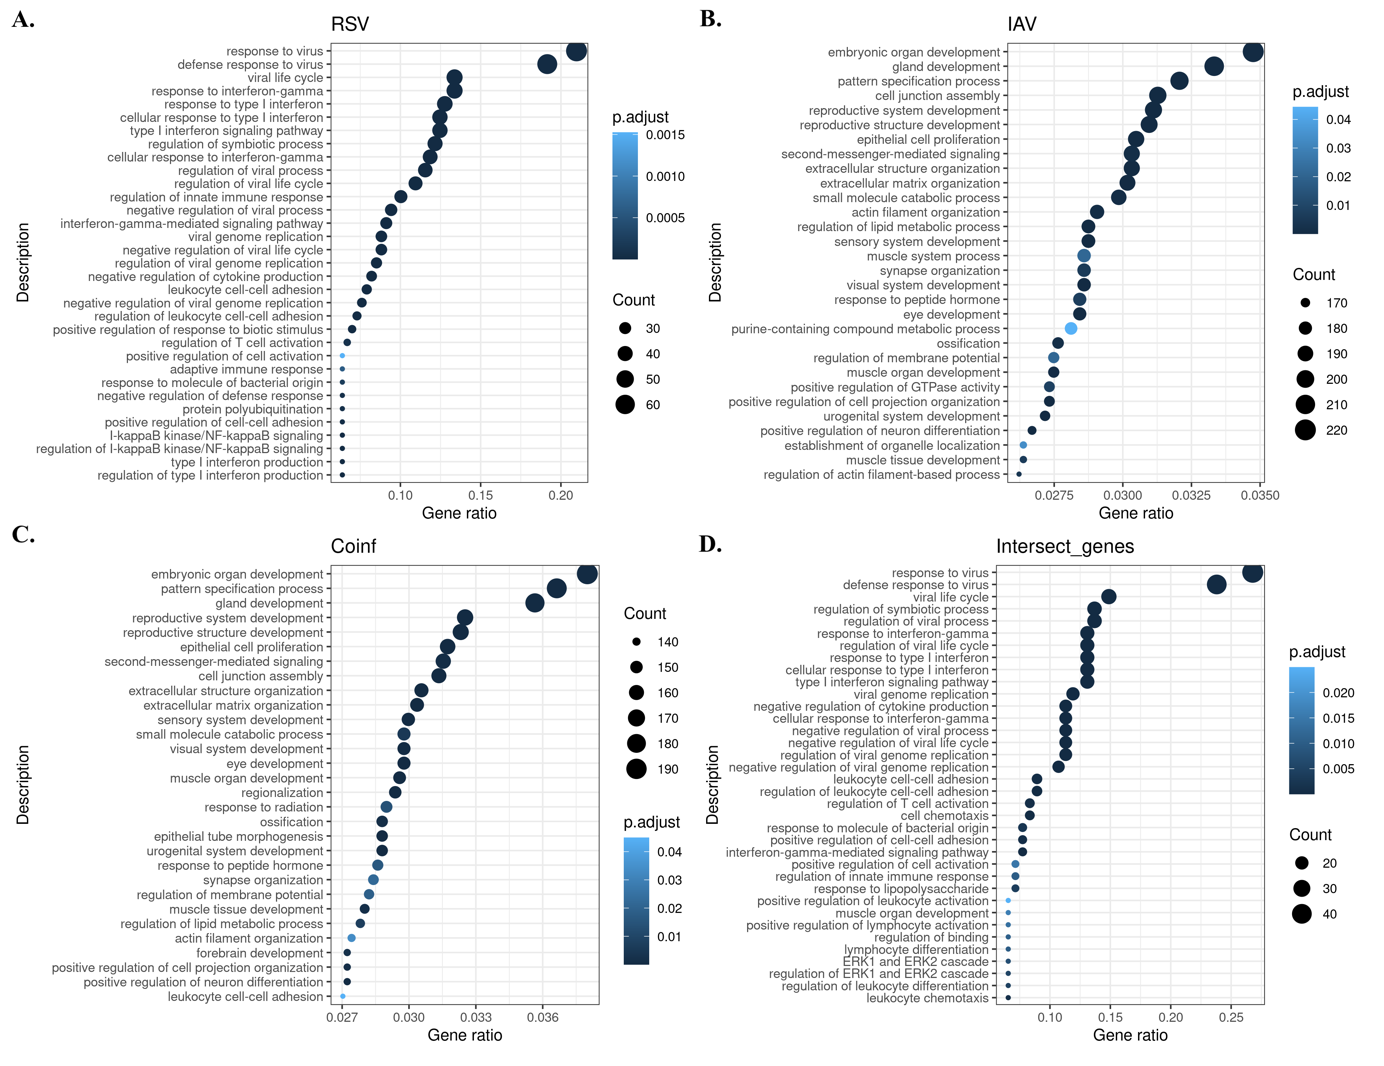 A.
RSV
response to virus
defense response to virus
viral life cycle
response to interferon-gamma
response to type I interferon
cellular response to type I interferon
type I interferon signaling pathway
regulation of symbiotic process
cellular response to interferon-gamma
regulation of viral process
regulation of viral life cycle
regulation of innate immune response
negative regulation of viral process
interferon-gamma-mediated signaling pathway
viral genome replication
negative regulation of viral life cycle
regulation of viral genome replication
negative regulation of cytokine production
leukocyte cell-cell adhesion
negative regulation of viral genome replication
regulation of leukocyte cell-cell adhesion
positive regulation of response to biotic stimulus
regulation of T cell activation
positive regulation of cell activation
adaptive immune response
response to molecule of bacterial origin
negative regulation of defense response
protein polyubiquitination
positive regulation of cell-cell adhesion
I-kappaB kinase/NF-kappaB signaling
regulation of I-kappaB kinase/NF-kappaB signaling
type I interferon production
regulation of type I interferon production
Description
0.10 0.15 0.20
Gene ratio
p.adjust
0.0015
0.0010
0.0005
Count
30
40
50
60
B.
IAV
embryonic organ development
gland development
pattern specification process
cell junction assembly
reproductive system development
reproductive structure development
epithelial cell proliferation
second-messenger-mediated signaling
extracellular structure organization
extracellular matrix organization
small molecule catabolic process
actin filament organization
regulation of lipid metabolic process
sensory system development
muscle system process
synapse organization
visual system development
response to peptide hormone
eye development
purine-containing compound metabolic process
ossification
regulation of membrane potential
muscle organ development
positive regulation of GTPase activity
positive regulation of cell projection organization
urogenital system development
positive regulation of neuron differentiation
establishment of organelle localization
muscle tissue development
regulation of actin filament-based process
Description
0.0275 0.0300 0.0325 0.0350
Gene ratio
p.adjust
0.04
0.03
0.02
0.01
Count
170
180
190
200
210
220
C.
Coinf
embryonic organ development
pattern specification process
gland development
reproductive system development
reproductive structure development
epithelial cell proliferation
second-messenger-mediated signaling
cell junction assembly
extracellular structure organization
extracellular matrix organization
sensory system development
small molecule catabolic process
visual system development
eye development
muscle organ development
regionalization
response to radiation
ossification
epithelial tube morphogenesis
urogenital system development
response to peptide hormone
synapse organization
regulation of membrane potential
muscle tissue development
regulation of lipid metabolic process
actin filament organization
forebrain development
positive regulation of cell projection organization
positive regulation of neuron differentiation
leukocyte cell-cell adhesion
Description
0.027 0.030 0.033 0.036
Gene ratio
Count
140
150
160
170
180
190
p.adjust
0.04
0.03
0.02
0.01
D.
Intersect_genes
response to virus
defense response to virus
viral life cycle
regulation of symbiotic process
regulation of viral process
response to interferon-gamma
regulation of viral life cycle
response to type I interferon
cellular response to type I interferon
type I interferon signaling pathway
viral genome replication
negative regulation of cytokine production
cellular response to interferon-gamma
negative regulation of viral process
negative regulation of viral life cycle
regulation of viral genome replication
negative regulation of viral genome replication
leukocyte cell-cell adhesion
regulation of leukocyte cell-cell adhesion
regulation of T cell activation
cell chemotaxis
response to molecule of bacterial origin
positive regulation of cell-cell adhesion
interferon-gamma-mediated signaling pathway
positive regulation of cell activation
regulation of innate immune response
response to lipopolysaccharide
positive regulation of leukocyte activation
muscle organ development
positive regulation of lymphocyte activation
regulation of binding
lymphocyte differentiation
ERK1 and ERK2 cascade
regulation of ERK1 and ERK2 cascade
regulation of leukocyte differentiation
leukocyte chemotaxis
Description
0.10 0.15 0.20 0.25
Gene ratio
p.adjust
0.020
0.015
0.010
0.005
Count
20
30
40